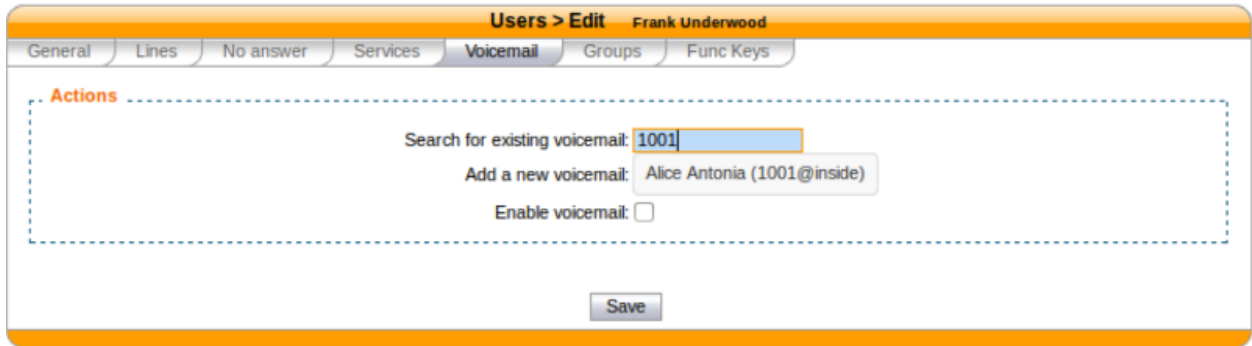 Users > Edit Frank Underwood
General Lines No answer Services Voicemail Groups Func Keys
Actions
Search for existing voicemail: 1001
Add a new voicemail: Alice Antonia (1001@inside)
Enable voicemail:
Save